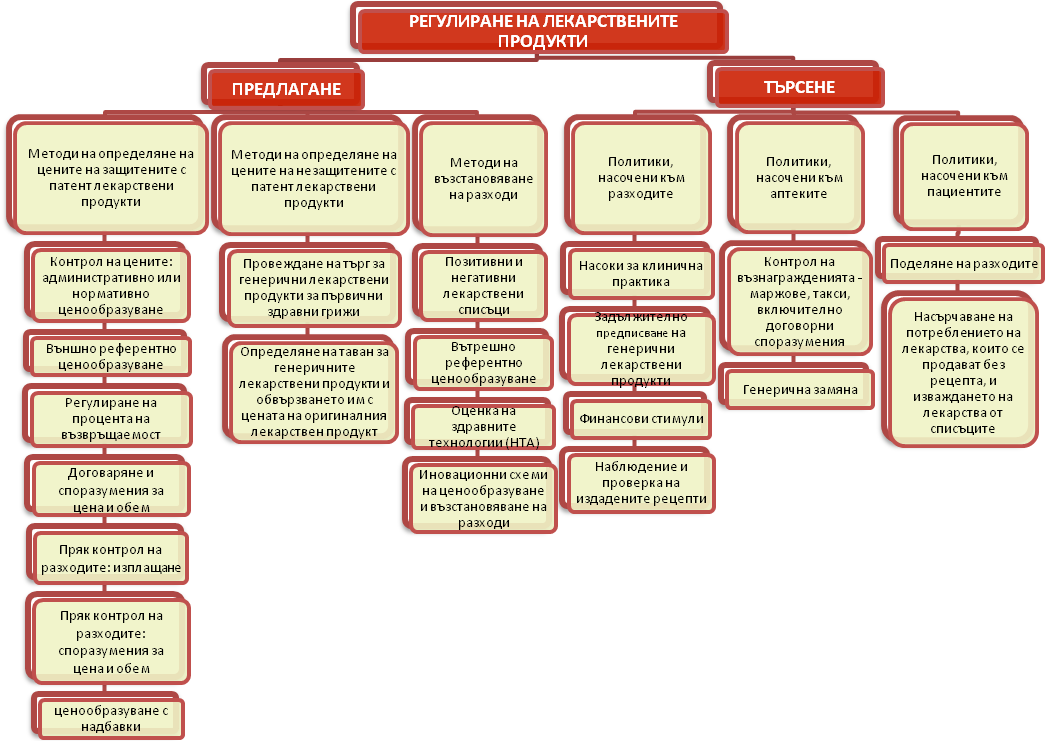 РЕГУЛИРАНЕ НА ЛЕКАРСТВЕНИТЕ
ПРОДУКТИ
ПРЕДЛАГАНЕ
Методи на определяне на
цените на защитените с
патент лекарствени
продукти
Контрол на цените:
административно или
нормативно
ценообразуване
Външно референтно
ценообразуване
Регулиране на
процента на
възвръщаемост
Договаряне и
споразумения за
цена и обем
Пряк контрол на
разходите: изплащане
Пряк контрол на
разходите:
споразумения за
цена и обем
ценообразуване с
надбавки
Методи на определяне на
цените на незащитените с
патент лекарствени
продукти
Провеждане на търг за
генерични лекарствени
продукти за първични
здравни грижи
Определяне на таван за
генеричните
лекарствени продукти и
обвързването им с
цената на оригиналния
лекарствен продукт
Методи на
възстановяване
на разходи
Позитивни и
негативни
лекарствени
списъци
Вътрешно
референтно
ценообразуване
Оценка на
здравните
технологии (HTA)
Иновационни схеми
на ценообразуване
и възстановяване на
разходи
ТЪРСЕНЕ
Политики,
насочени към
разходите
Насоки за клинична
практика
Задължително
предписване на
генерични
лекарствени
продукти
Финансови стимули
Наблюдение и
проверка на
издадените рецепти
Политики,
насочени към
аптеките
Контрол на
възнагражденията -
маржове, такси,
включително
договорни
споразумения
Генерична замяна
Политики,
насочени към
пациентите
Поделяне на разходите
Насърчаване на
потреблението на
лекарства, които се
продават без
рецепта, и
изваждането на
лекарства от
списъците